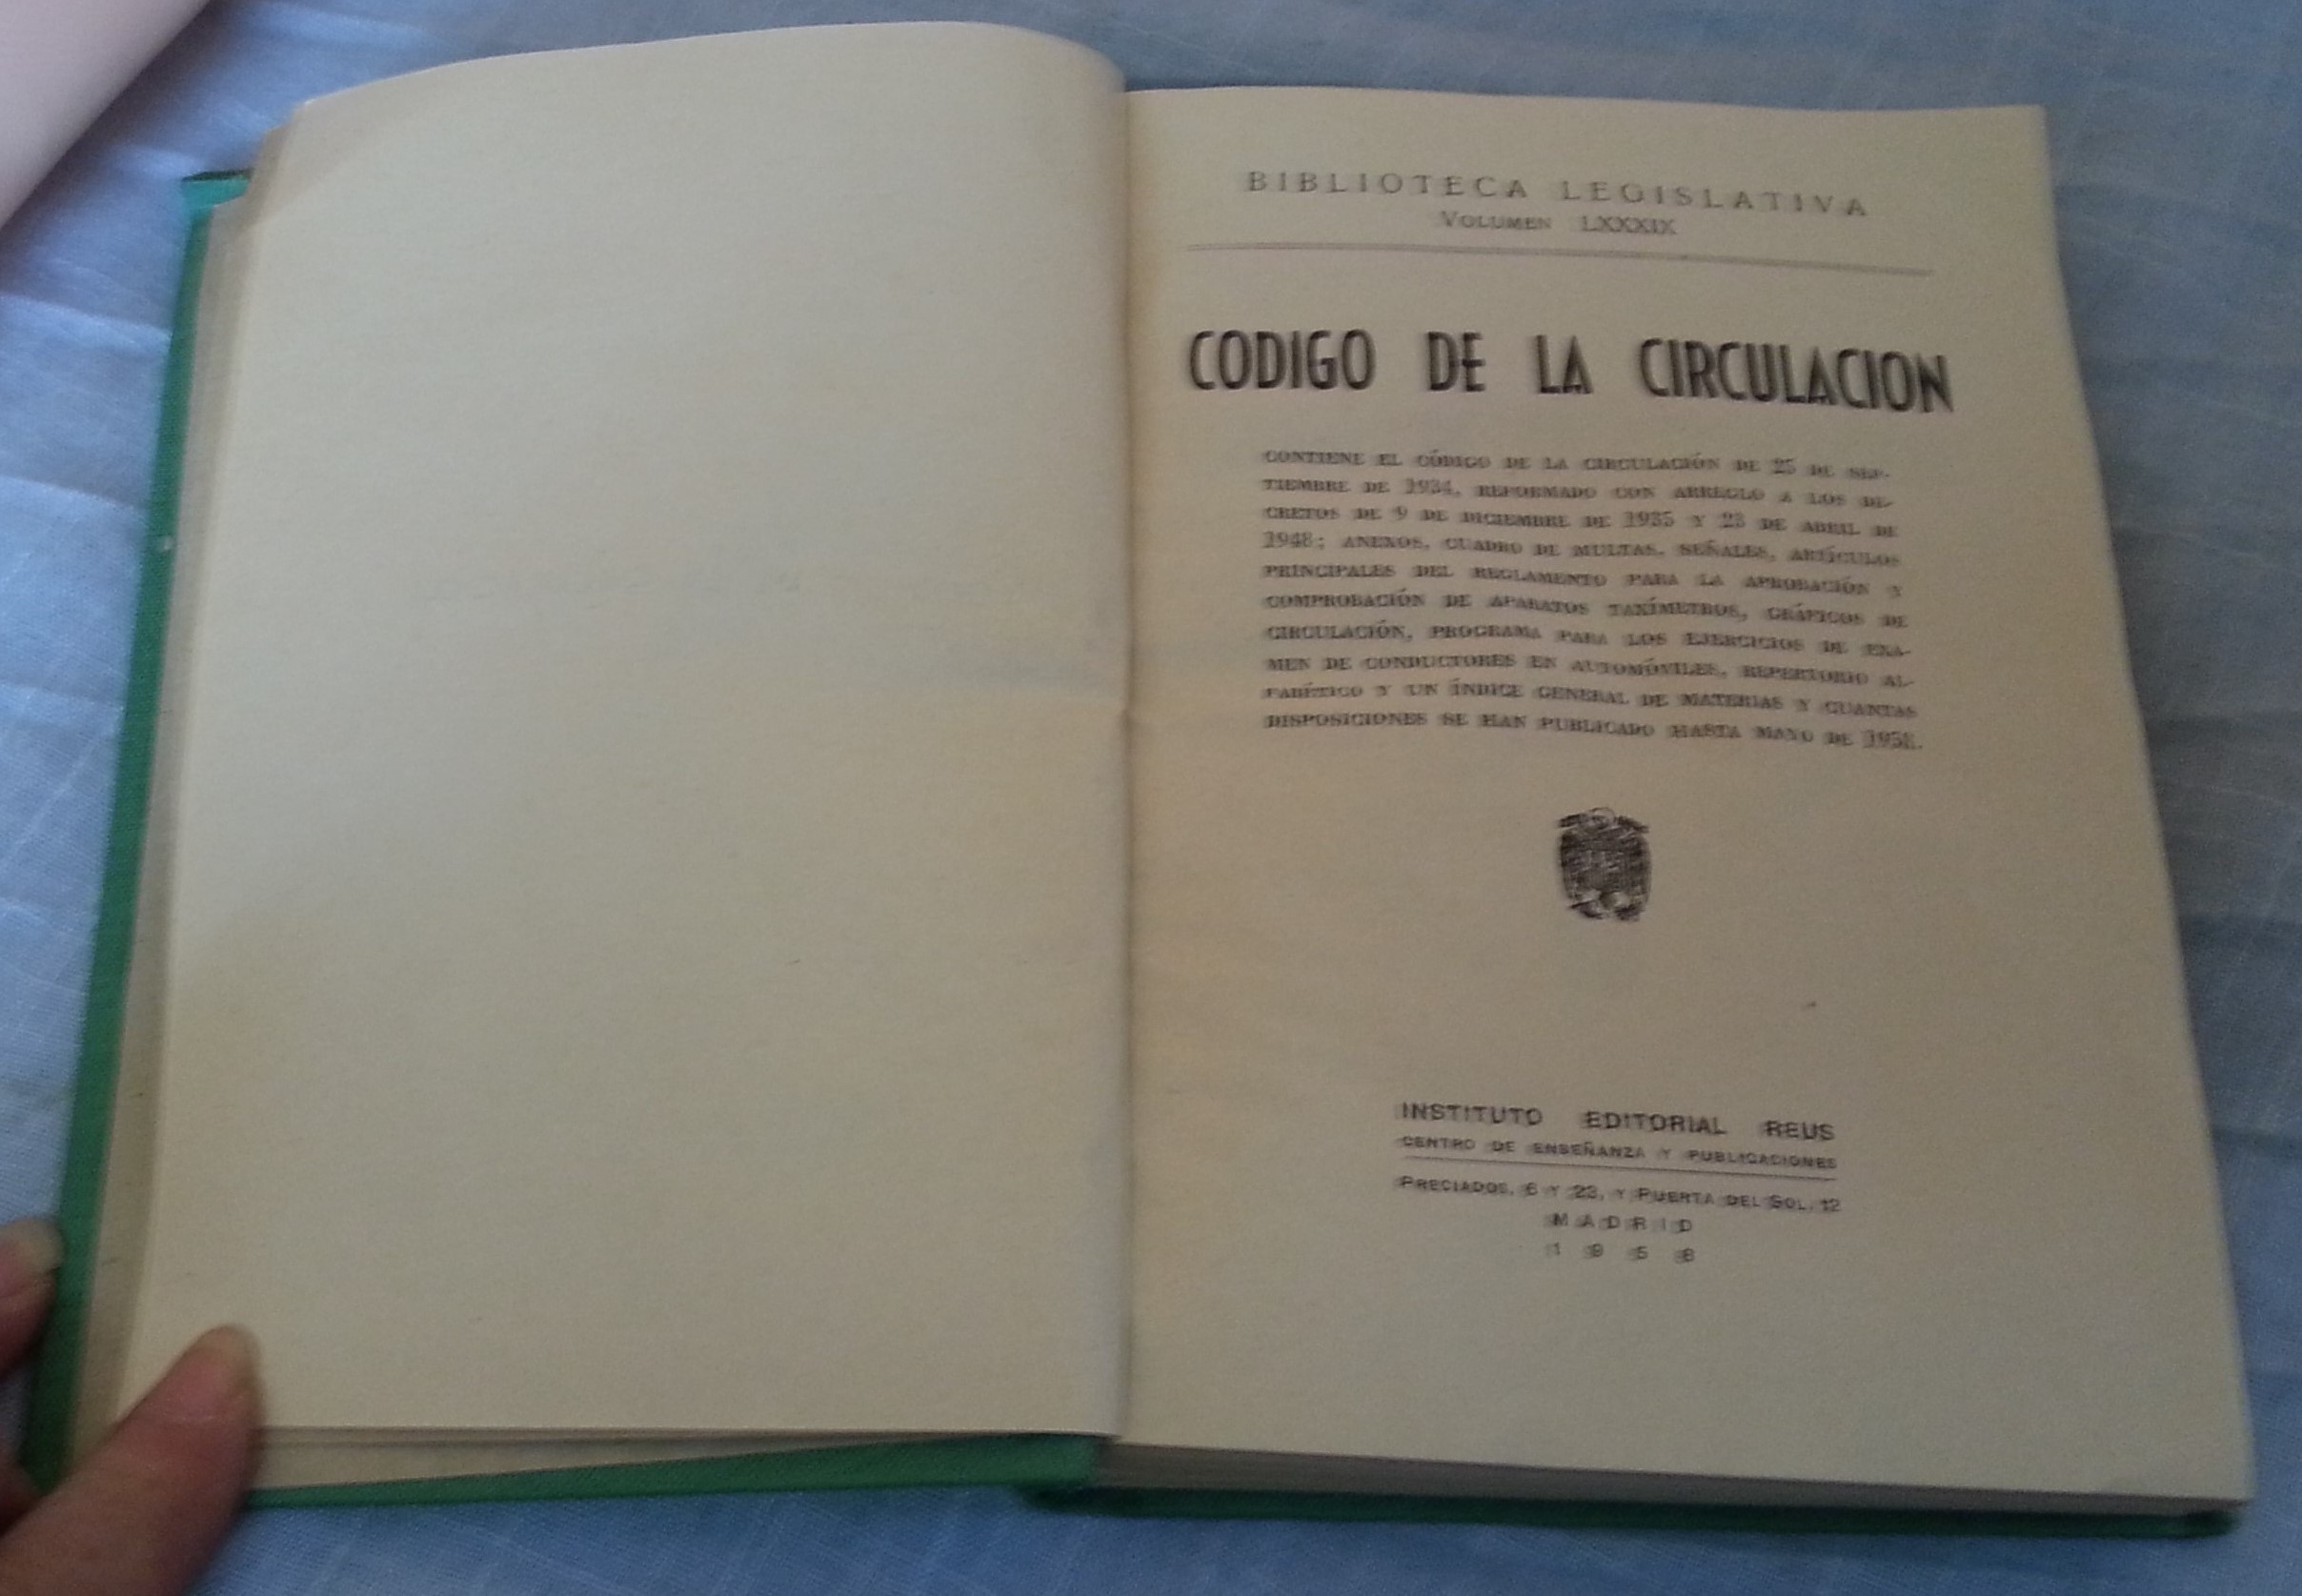 BIBLIOTECA LEGISLATIVA
VOLUMEN LXXXIX
CODIGO DE LA CIRCULACION
CONTIENE EL CÓDIGO DE LA CIRCULACIÓN DE 25 DE SEP-
TIEMBRE DE 1934, REFORMADO CON ARREGLO A LOS DE-
CRETOS DE 9 DE DICIEMBRE DE 1935 Y 23 DE ABRIL DE
1948; ANEXOS, CUADRO DE MULTAS, SEÑALES, ARTÍCULOS
PRINCIPALES DEL REGLAMENTO PARA LA APROBACIÓN Y
COMPROBACIÓN DE APARATOS TAXÍMETROS, GRÁFICOS DE
CIRCULACIÓN, PROGRAMA PARA LOS EJERCICIOS DE EXA-
MEN DE CONDUCTORES EN AUTOMÓVILES, REPERTORIO AL-
FABÉTICO Y UN ÍNDICE GENERAL DE MATERIAS Y CUANTAS
DISPOSICIONES SE HAN PUBLICADO HASTA MAYO DE 1958.
INSTITUTO EDITORIAL REUS
CENTRO DE ENSEÑANZA Y PUBLICACIONES
PRECIADOS, 6 Y 23, Y PUERTA DEL SOL, 12
MADRID
1958